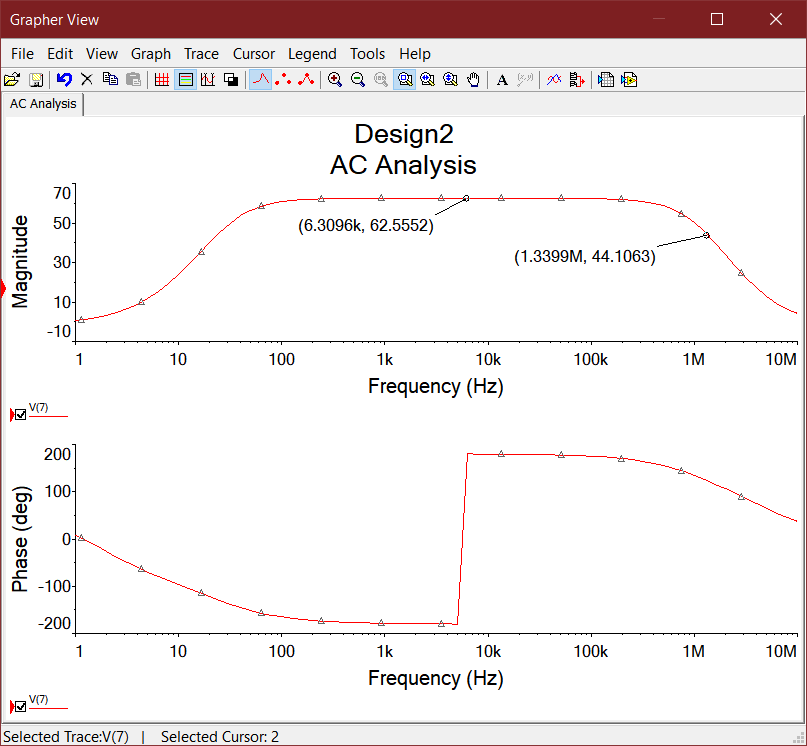 Grapher View
File Edit View Graph Trace Cursor Legend Tools Help
AC Analysis
Design2
AC Analysis
Magnitude
70
50
30
10
-10
(6.3096k, 62.5552)
(1.3399M, 44.1063)
1 10 100 1k 10k 100k 1M 10M
Frequency (Hz)
V(7)
Phase (deg)
200
100
0
-100
-200
1 10 100 1k 10k 100k 1M 10M
Frequency (Hz)
V(7)
Selected Trace:V(7) | Selected Cursor: 2